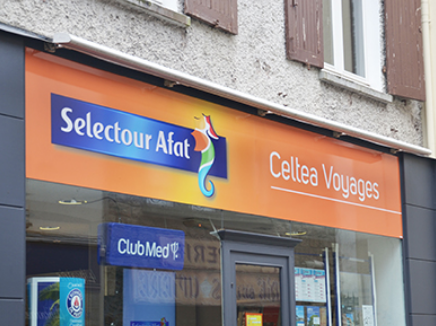 Selectour Afat
Celtea Voyages
Club Med